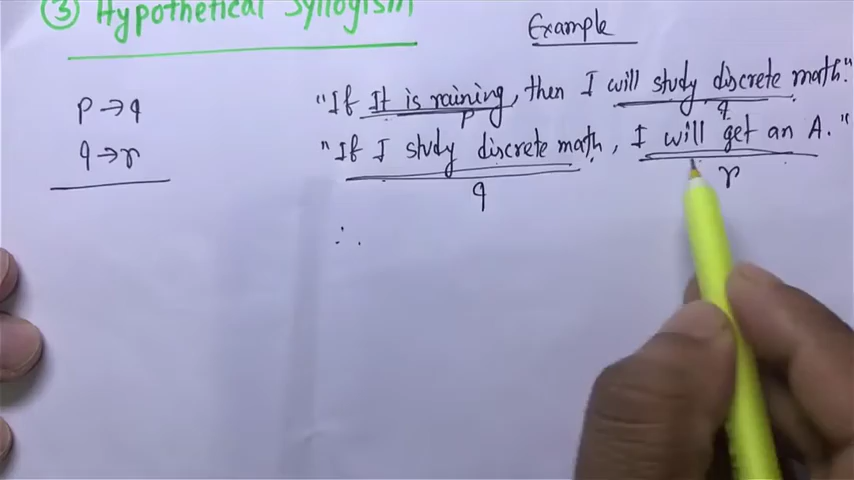 ③ Hypothetical Syllogism
Example
p → q
q → r
"If It is raining, then I will study discrete math."
p
q
"If I study discrete math, I will get an A."
q
r
∴